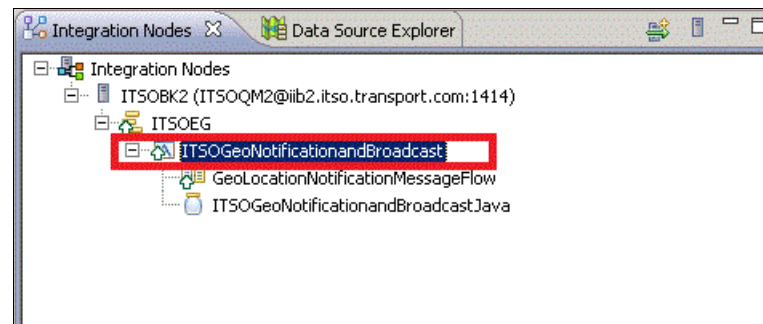 Integration Nodes Data Source Explorer
Integration Nodes
ITSOBK2 (ITSOQM2@iib2.itso.transport.com:1414)
ITSOEG
ITSOGeoNotificationandBroadcast
GeoLocationNotificationMessageFlow
ITSOGeoNotificationandBroadcastJava